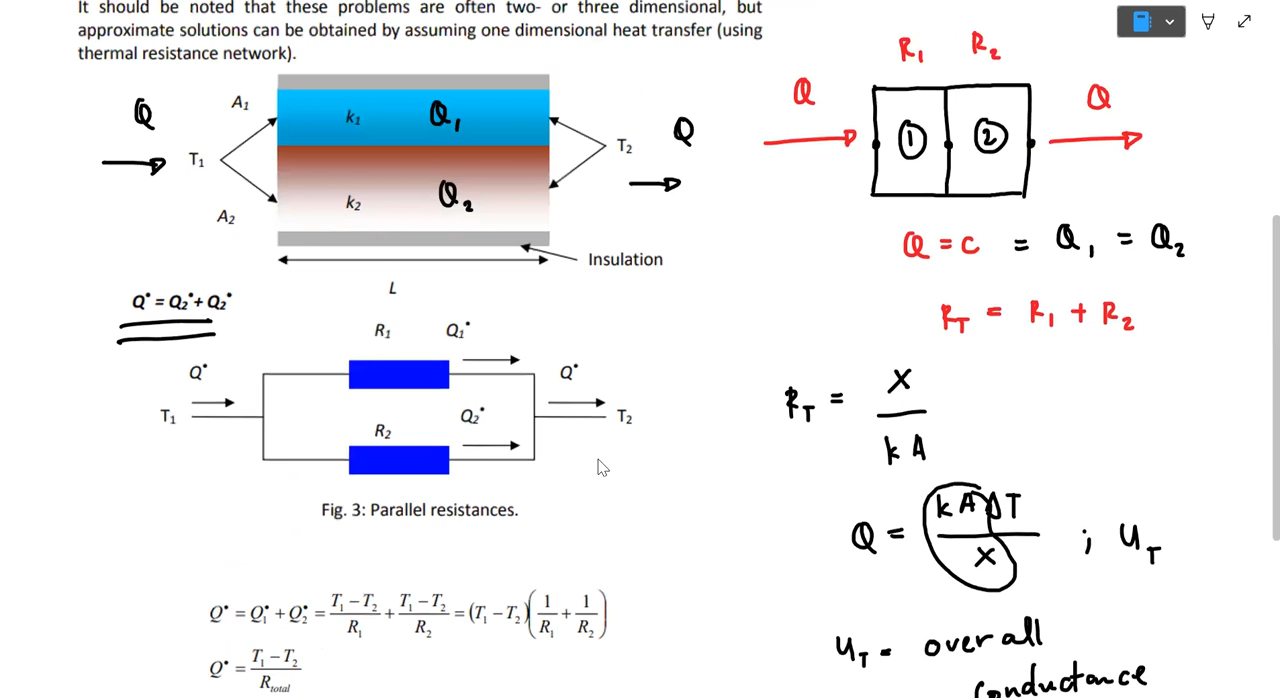 It should be noted that these problems are often two- or three dimensional, but
approximate solutions can be obtained by assuming one dimensional heat transfer (using
thermal resistance network).
Q
A1
T1
A2
k1
Q1
k2
Q2
T2
Q
Insulation
L
Q• = Q2• + Q2•
R1
Q1•
Q•
Q•
T1
Q2•
T2
R2
Fig. 3: Parallel resistances.
Q• = Q1• + Q2• = (T1 − T2)/R1 + (T1 − T2)/R2 = (T1 − T2)(1/R1 + 1/R2)
Q• = (T1 − T2)/Rtotal
R1 R2
Q
① ②
Q
Q = C = Q1 = Q2
RT = R1 + R2
RT = X / kA
Q = kAΔT / X ; UT
UT = overall
conductance